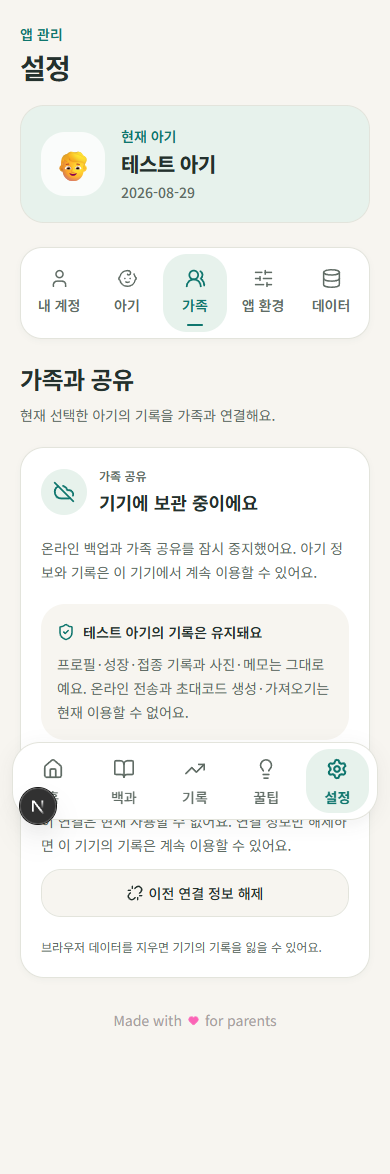 앱 관리
설정
현재 아기
테스트 아기
2026-08-29
내 계정
아기
가족
앱 환경
데이터
가족과 공유
현재 선택한 아기의 기록을 가족과 연결해요.
가족 공유
기기에 보관 중이에요
온라인 백업과 가족 공유를 잠시 중지했어요. 아기 정
보와 기록은 이 기기에서 계속 이용할 수 있어요.
테스트 아기의 기록은 유지돼요
프로필·성장·접종 기록과 사진·메모는 그대로
예요. 온라인 전송과 초대코드 생성·가져오기는
현재 이용할 수 없어요.
백과
기록
꿀팁
설정
N
연결은 현재 사용할 수 없어요. 연결 정보만 해제하
면 이 기기의 기록은 계속 이용할 수 있어요.
이전 연결 정보 해제
브라우저 데이터를 지우면 기기의 기록을 잃을 수 있어요.
Made with for parents